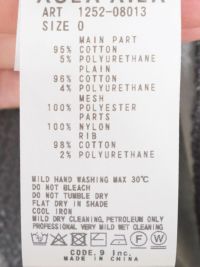 ART 1252-08013
SIZE 0
MAIN PART
95% COTTON
5% POLYURETHANE
PLAIN
96% COTTON
4% POLYURETHANE
MESH
100% POLYESTER
PARTS
100% NYLON
RIB
98% COTTON
2% POLYURETHANE
MILD HAND WASHING MAX 30°C
DO NOT BLEACH
DO NOT TUMBLE DRY
FLAT DRY IN SHADE
COOL IRON
MILD DRY CLEANING, PETROLEUM ONLY
PROFESSIONAL VERY MILD WET CLEANING
CODE. 9 Inc.
MADE IN CHINA